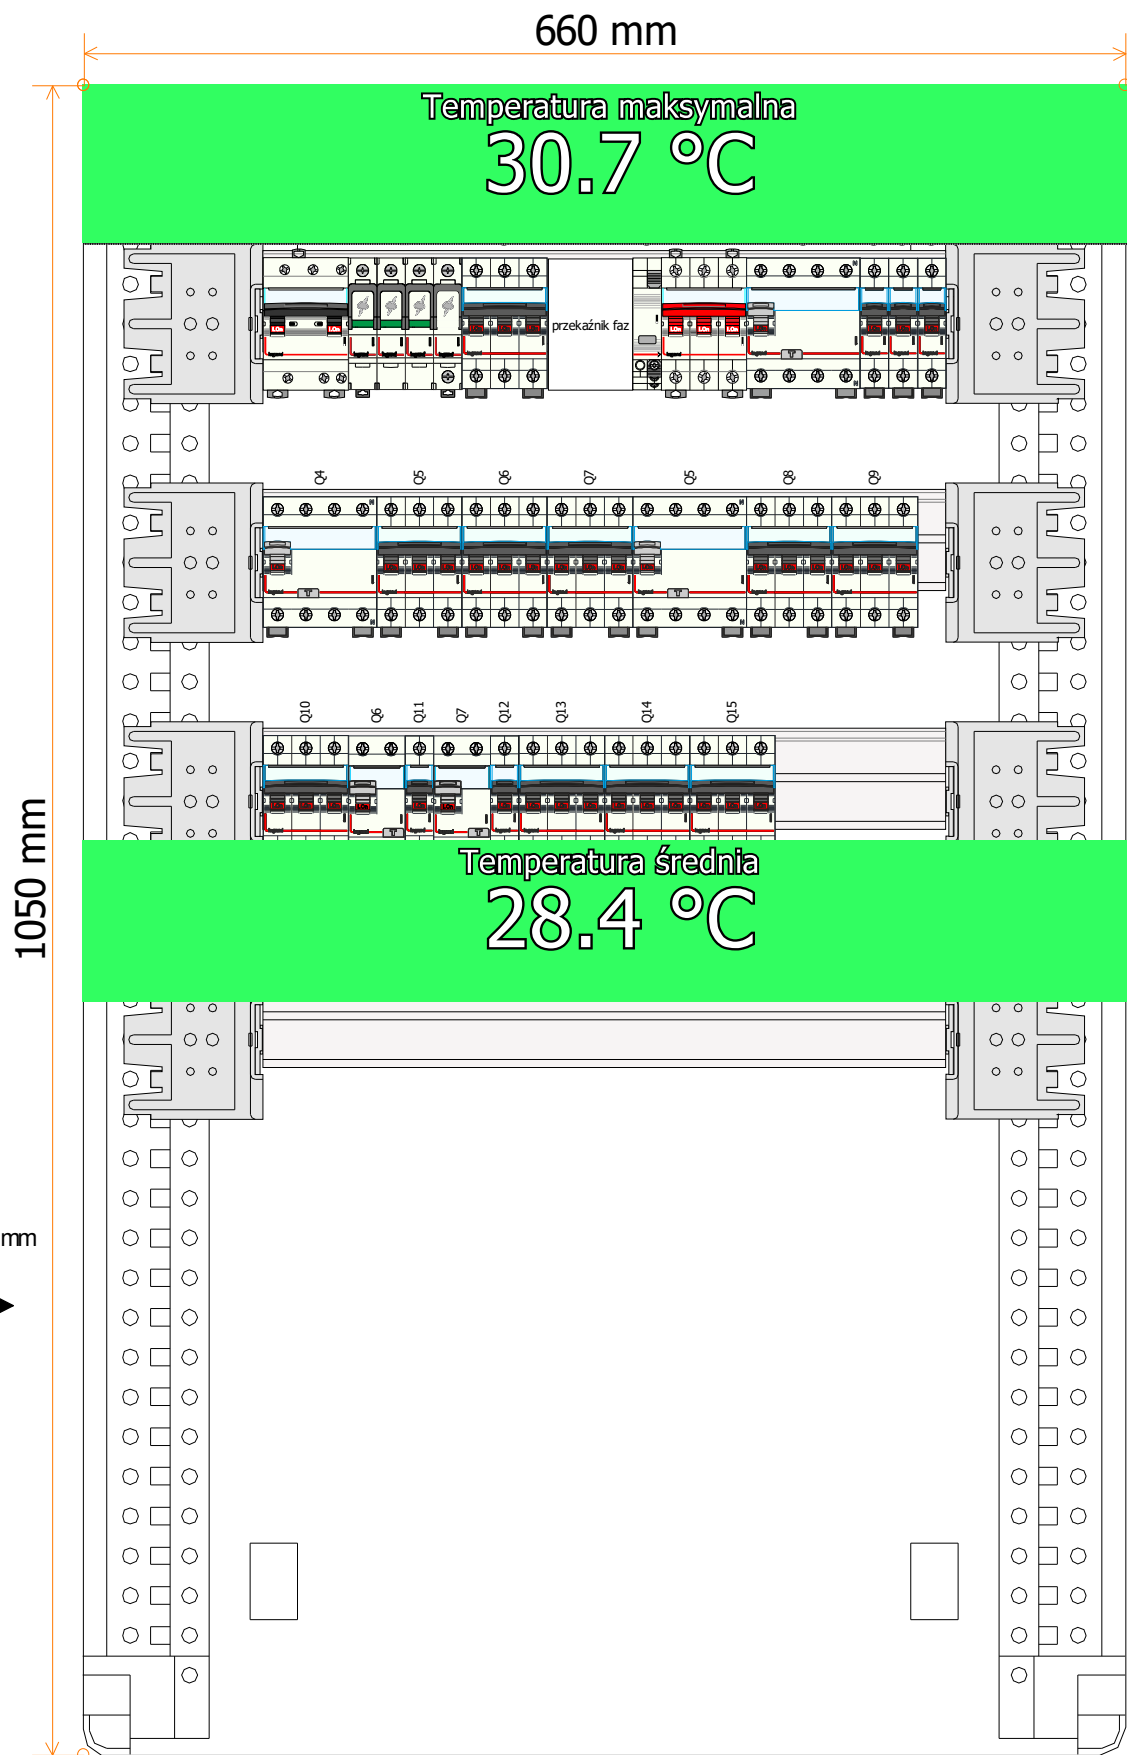 660 mm
Temperatura maksymalna
30.7 °C
przekaźnik faz
Q4 Q5 Q6 Q7 Q5 Q8 Q9
Q10 Q6 Q11 Q7 Q12 Q13 Q14 Q15
1050 mm
Temperatura średnia
28.4 °C
mm